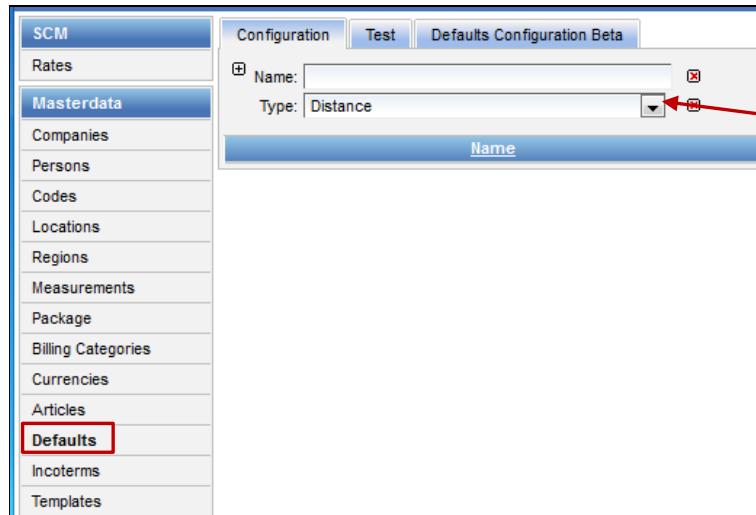 SCM
Rates
Masterdata
Companies
Persons
Codes
Locations
Regions
Measurements
Package
Billing Categories
Currencies
Articles
Defaults
Incoterms
Templates
Configuration Test Defaults Configuration Beta
Name:
Type: Distance
Name